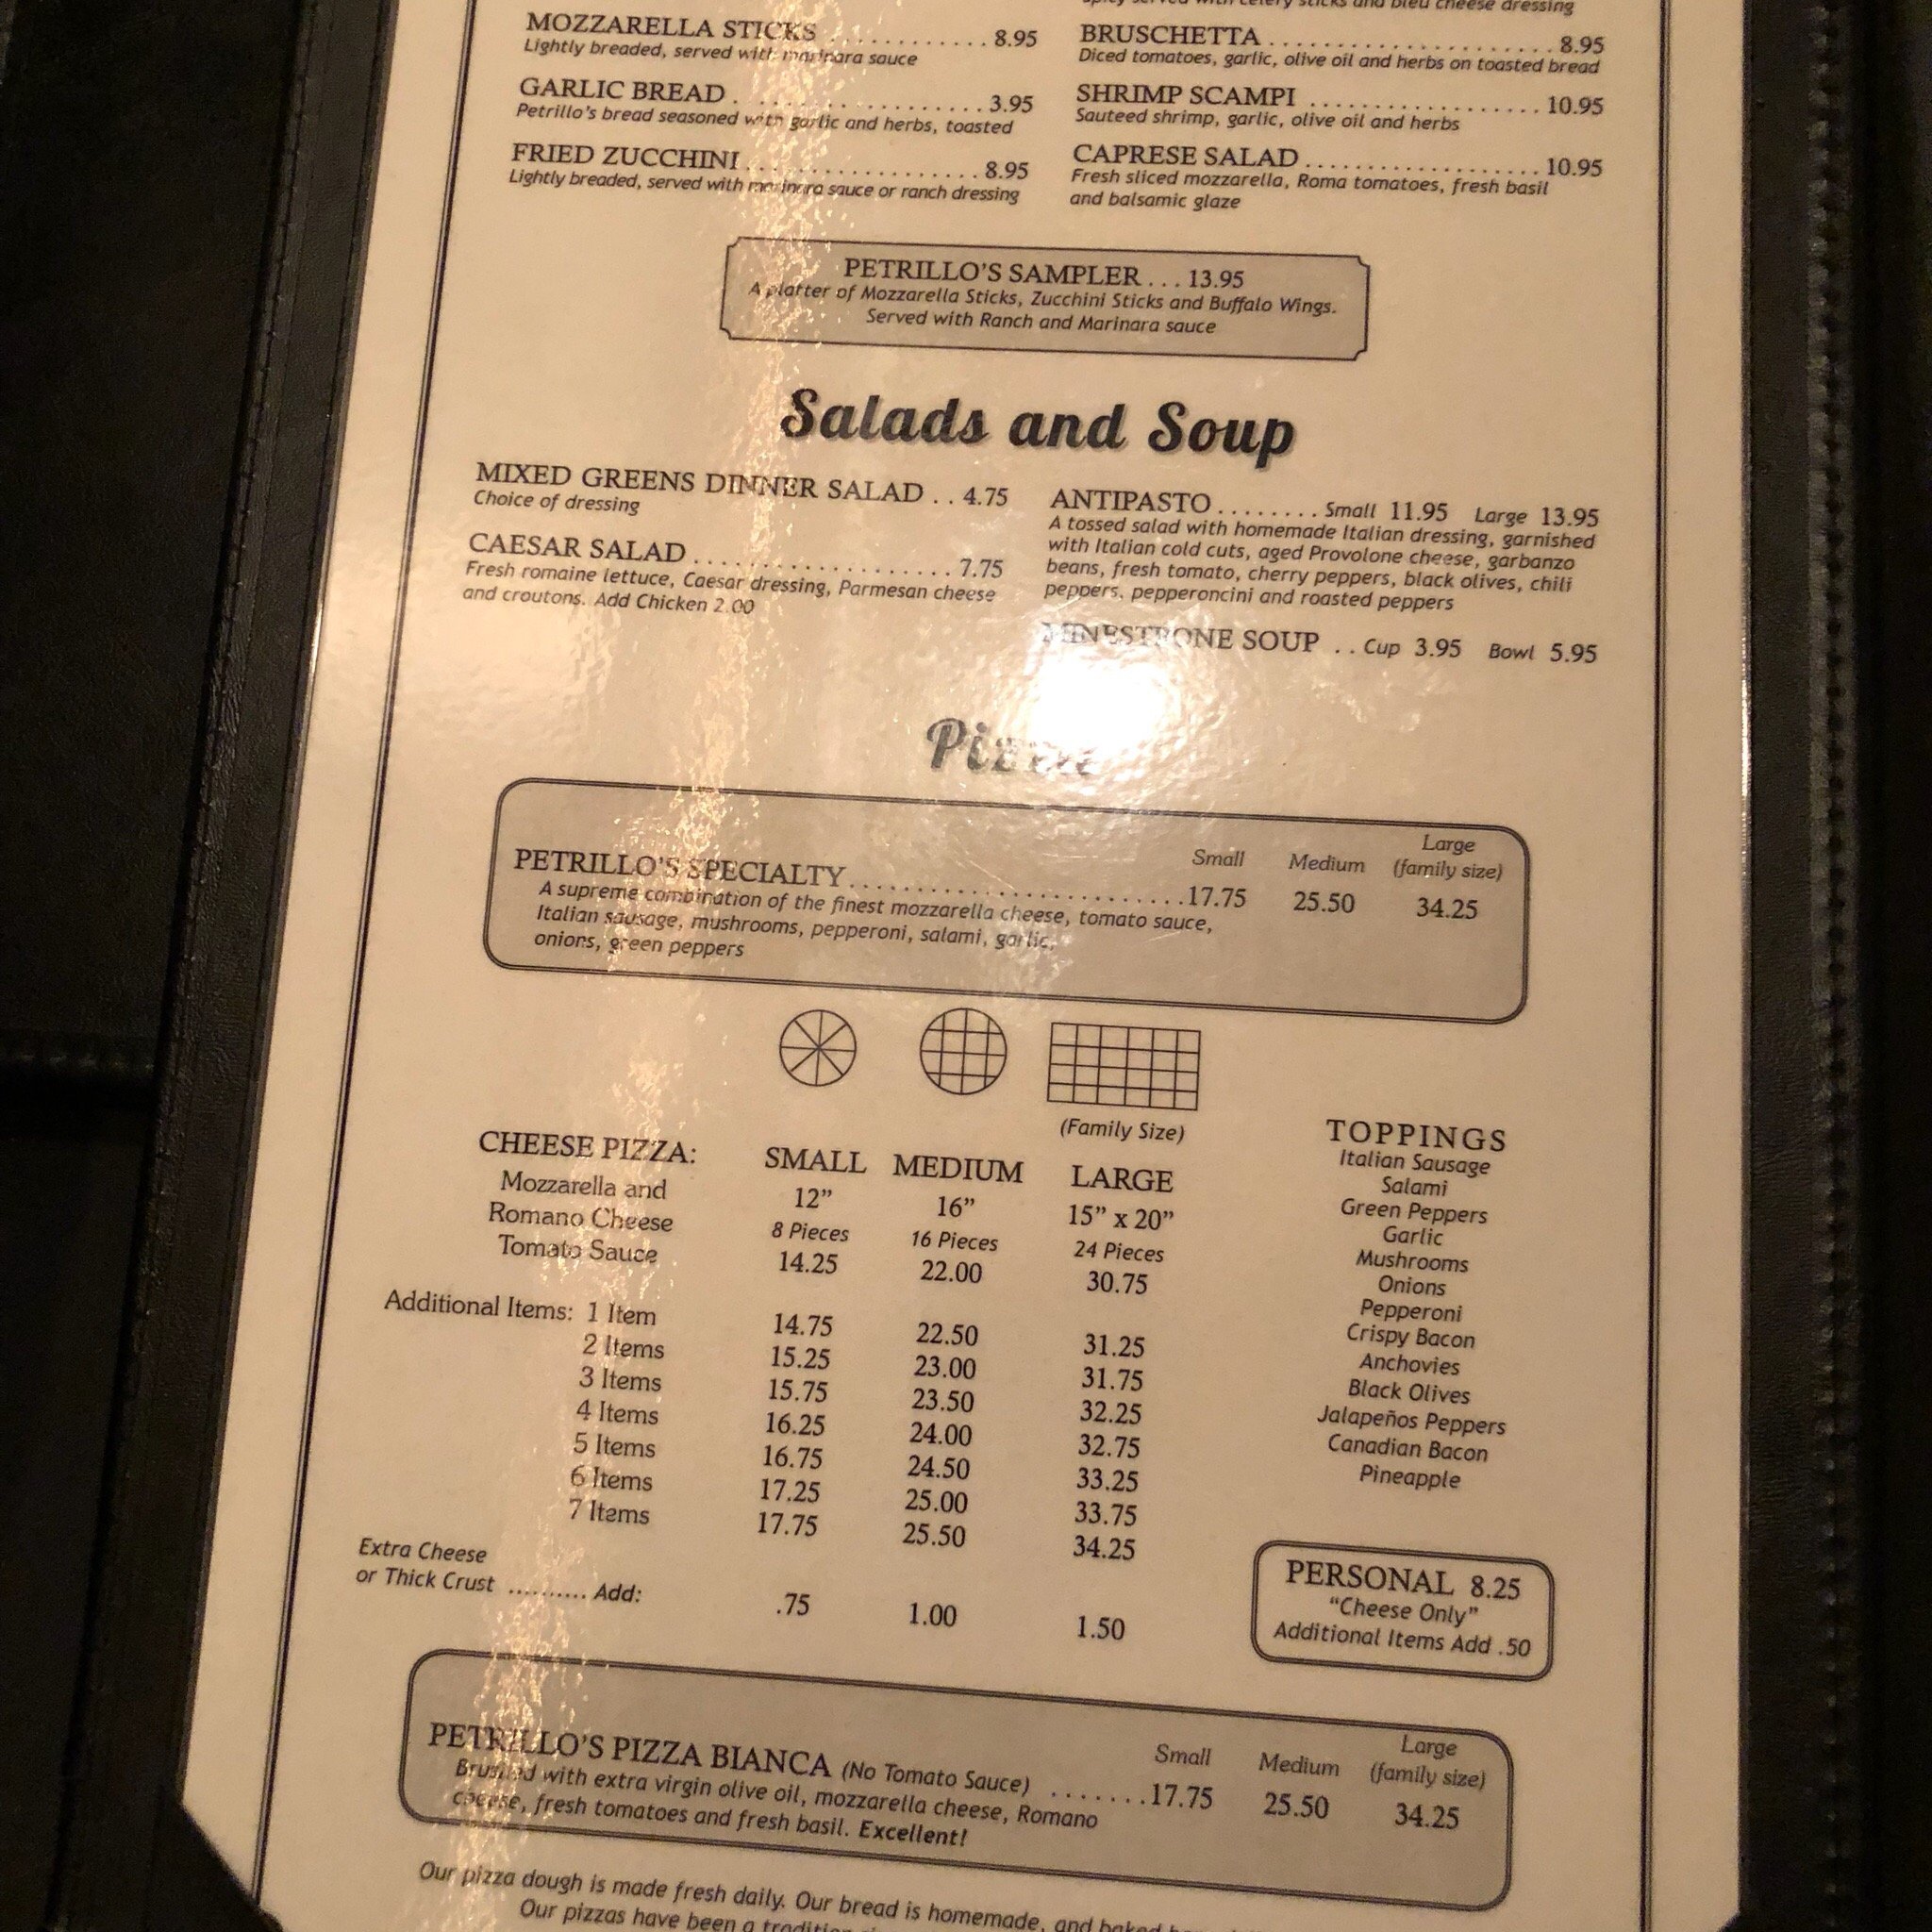 spicy served with celery sticks and bleu cheese dressing
MOZZARELLA STICKS ............ 8.95
Lightly breaded, served with marinara sauce
GARLIC BREAD .................. 3.95
Petrillo's bread seasoned with garlic and herbs, toasted
FRIED ZUCCHINI .................. 8.95
Lightly breaded, served with marinara sauce or ranch dressing
BRUSCHETTA ...................... 8.95
Diced tomatoes, garlic, olive oil and herbs on toasted bread
SHRIMP SCAMPI .................. 10.95
Sauteed shrimp, garlic, olive oil and herbs
CAPRESE SALAD .................. 10.95
Fresh sliced mozzarella, Roma tomatoes, fresh basil
and balsamic glaze
PETRILLO'S SAMPLER ... 13.95
A platter of Mozzarella Sticks, Zucchini Sticks and Buffalo Wings.
Served with Ranch and Marinara sauce
Salads and Soup
MIXED GREENS DINNER SALAD .. 4.75
Choice of dressing
CAESAR SALAD .................... 7.75
Fresh romaine lettuce, Caesar dressing, Parmesan cheese
and croutons. Add Chicken 2.00
ANTIPASTO ........ Small 11.95 Large 13.95
A tossed salad with homemade Italian dressing, garnished
with Italian cold cuts, aged Provolone cheese, garbanzo
beans, fresh tomato, cherry peppers, black olives, chili
peppers, pepperoncini and roasted peppers
MINESTRONE SOUP .. Cup 3.95 Bowl 5.95
Pizza
Small Medium Large
(family size)
PETRILLO'S SPECIALTY ......................... 17.75 25.50 34.25
A supreme combination of the finest mozzarella cheese, tomato sauce,
Italian sausage, mushrooms, pepperoni, salami, garlic,
onions, green peppers
(Family Size)
CHEESE PIZZA: SMALL MEDIUM LARGE
Mozzarella and 12" 16" 15" x 20"
Romano Cheese 8 Pieces 16 Pieces 24 Pieces
Tomato Sauce 14.25 22.00 30.75
Additional Items: 1 Item 14.75 22.50 31.25
2 Items 15.25 23.00 31.75
3 Items 15.75 23.50 32.25
4 Items 16.25 24.00 32.75
5 Items 16.75 24.50 33.25
6 Items 17.25 25.00 33.75
7 Items 17.75 25.50 34.25
Extra Cheese
or Thick Crust .......... Add: .75 1.00 1.50
TOPPINGS
Italian Sausage
Salami
Green Peppers
Garlic
Mushrooms
Onions
Pepperoni
Crispy Bacon
Anchovies
Black Olives
Jalapeños Peppers
Canadian Bacon
Pineapple
PERSONAL 8.25
"Cheese Only"
Additional Items Add .50
Small Medium Large
(family size)
PETRILLO'S PIZZA BIANCA (No Tomato Sauce) ....... 17.75 25.50 34.25
Brushed with extra virgin olive oil, mozzarella cheese, Romano
cheese, fresh tomatoes and fresh basil. Excellent!
Our pizza dough is made fresh daily. Our bread is homemade, and baked
Our pizzas have been a tradition